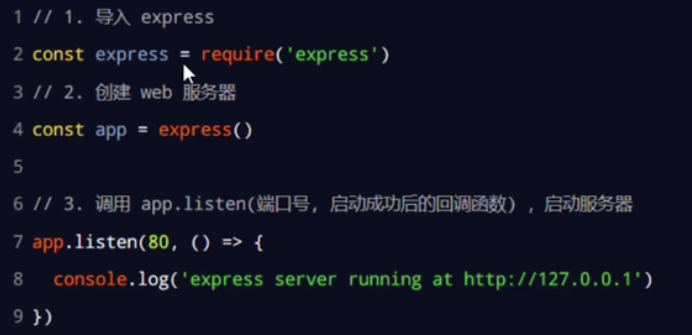 1 // 1. 导入 express
2 const express = require('express')
3 // 2. 创建 web 服务器
4 const app = express()
5
6 // 3. 调用 app.listen(端口号, 启动成功后的回调函数) , 启动服务器
7 app.listen(80, () => {
8   console.log('express server running at http://127.0.0.1')
9 })